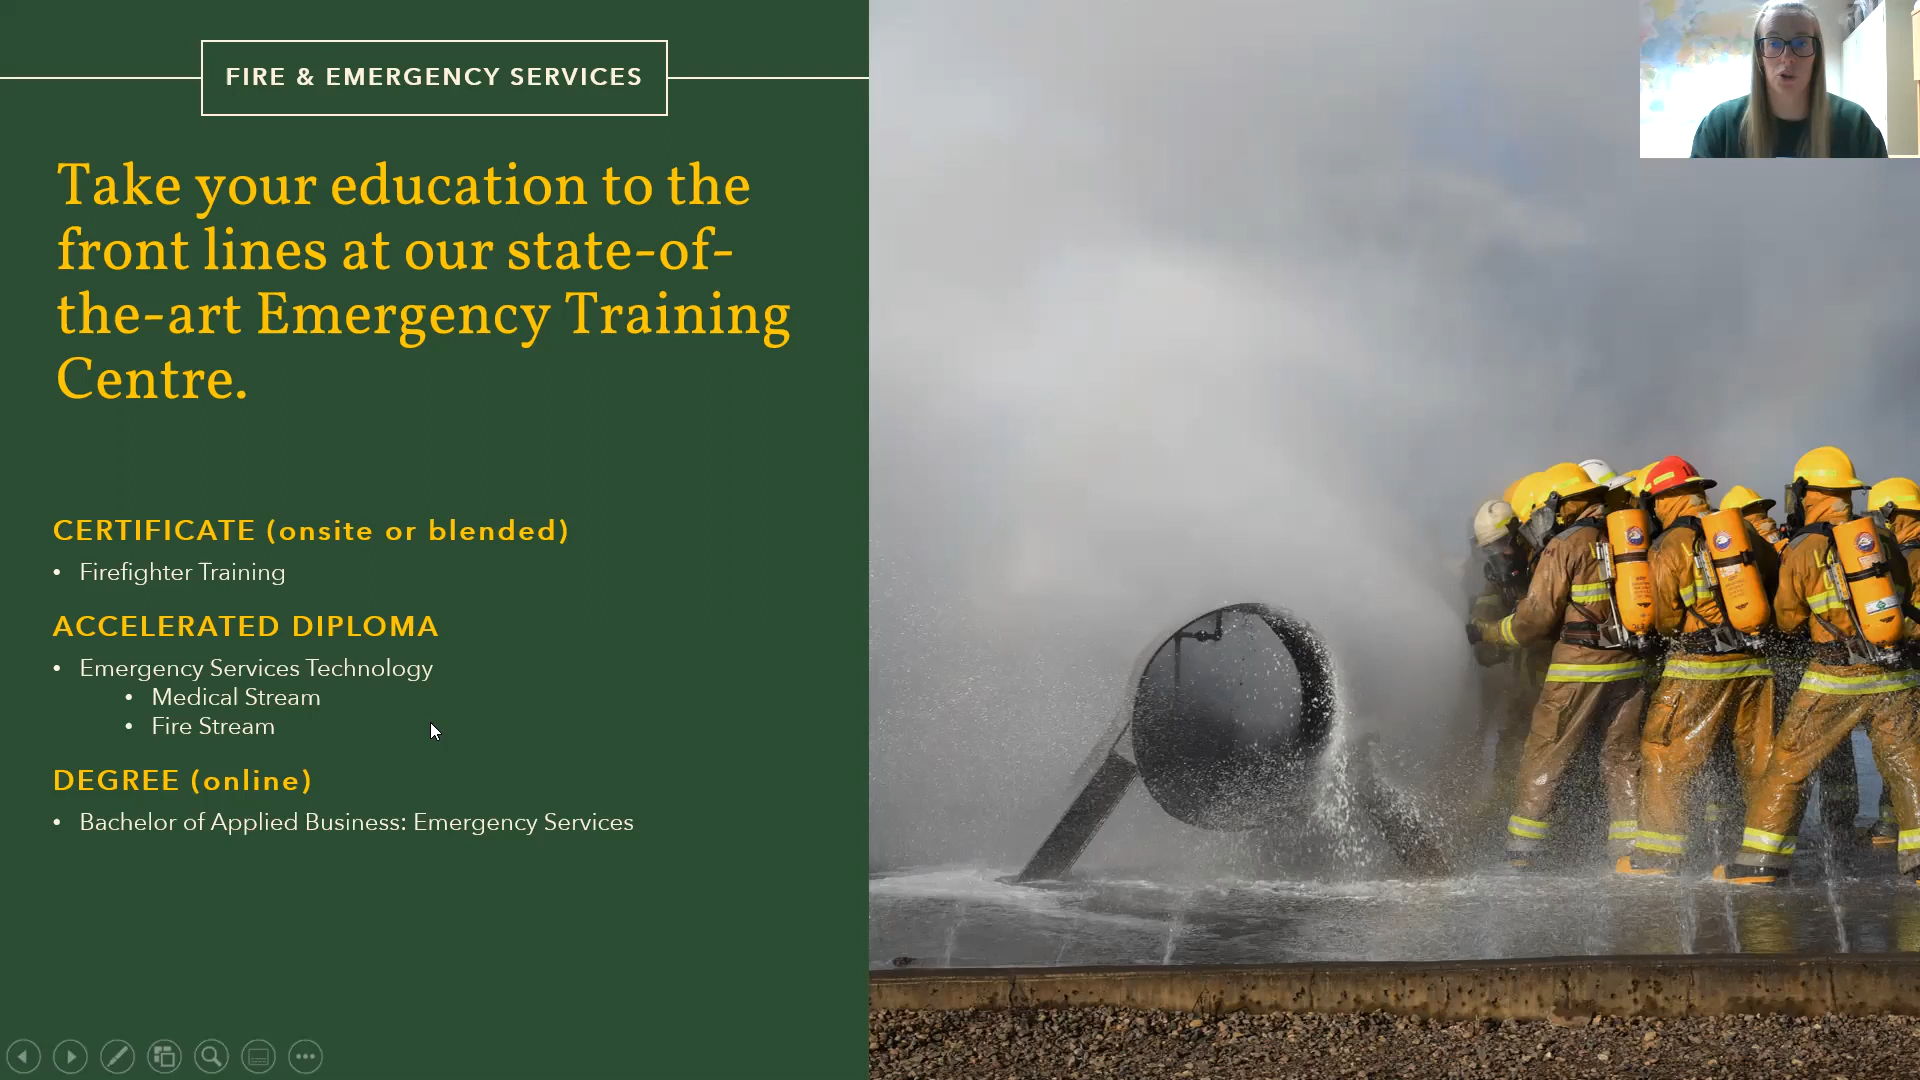 FIRE & EMERGENCY SERVICES
Take your education to the
front lines at our state-of-
the-art Emergency Training
Centre.
CERTIFICATE (onsite or blended)
• Firefighter Training
ACCELERATED DIPLOMA
• Emergency Services Technology
• Medical Stream
• Fire Stream
DEGREE (online)
• Bachelor of Applied Business: Emergency Services